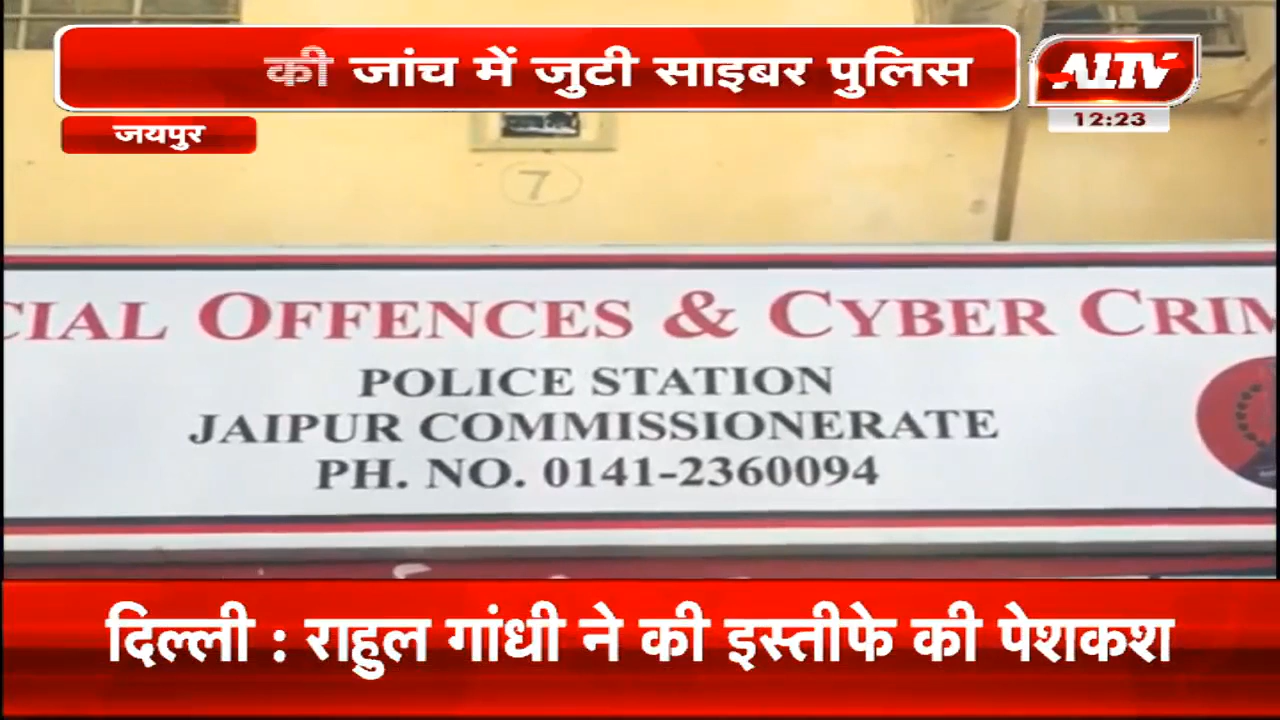 की जांच में जुटी साइबर पुलिस
ALTV
12:23
जयपुर
7
CIAL OFFENCES & CYBER CRIM
POLICE STATION
JAIPUR COMMISSIONERATE
PH. NO. 0141-2360094
दिल्ली : राहुल गांधी ने की इस्तीफे की पेशकश